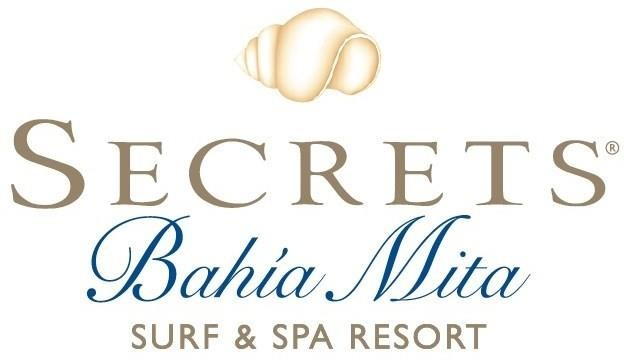 SECRETS®
Bahía Mita
SURF & SPA RESORT